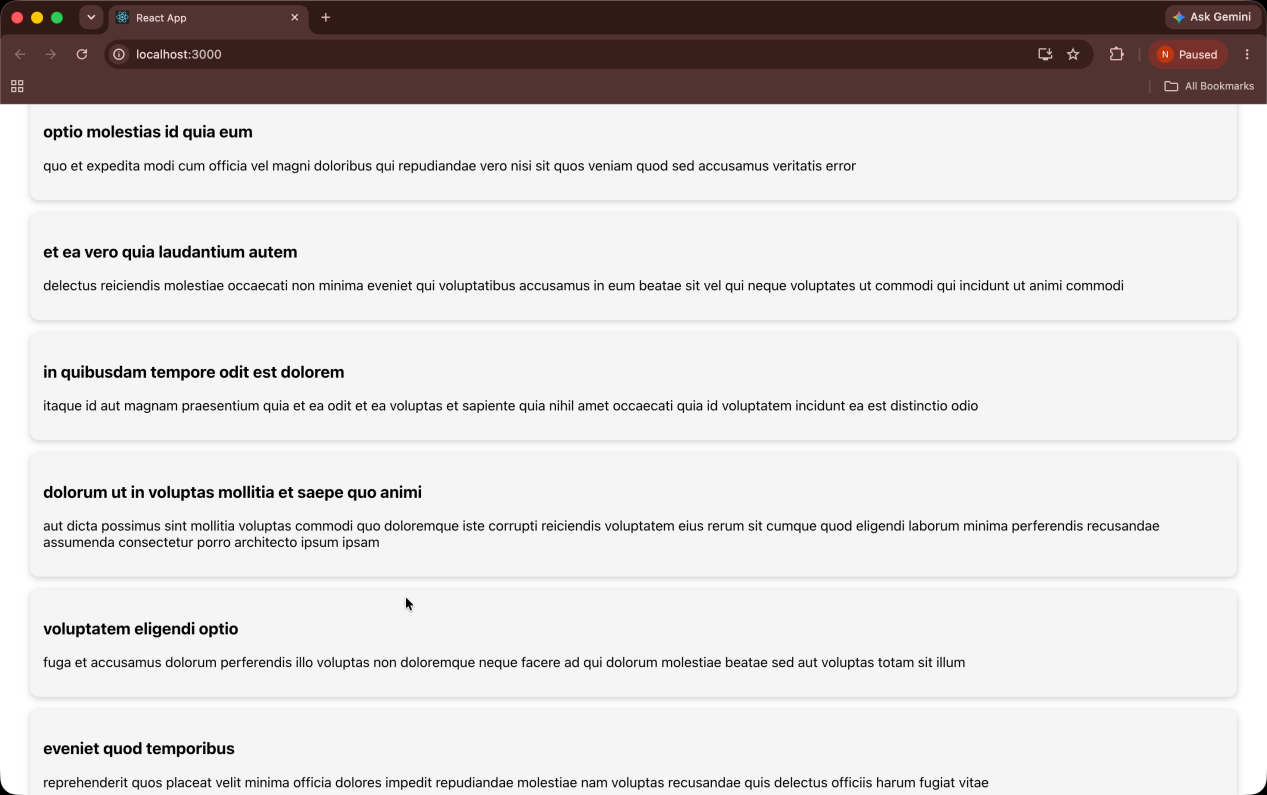 React App
Ask Gemini
localhost:3000
N Paused
All Bookmarks
optio molestias id quia eum
quo et expedita modi cum officia vel magni doloribus qui repudiandae vero nisi sit quos veniam quod sed accusamus veritatis error
et ea vero quia laudantium autem
delectus reiciendis molestiae occaecati non minima eveniet qui voluptatibus accusamus in eum beatae sit vel qui neque voluptates ut commodi qui incidunt ut animi commodi
in quibusdam tempore odit est dolorem
itaque id aut magnam praesentium quia et ea odit et ea voluptas et sapiente quia nihil amet occaecati quia id voluptatem incidunt ea est distinctio odio
dolorum ut in voluptas mollitia et saepe quo animi
aut dicta possimus sint mollitia voluptas commodi quo doloremque iste corrupti reiciendis voluptatem eius rerum sit cumque quod eligendi laborum minima perferendis recusandae
assumenda consectetur porro architecto ipsum ipsam
voluptatem eligendi optio
fuga et accusamus dolorum perferendis illo voluptas non doloremque neque facere ad qui dolorum molestiae beatae sed aut voluptas totam sit illum
eveniet quod temporibus
reprehenderit quos placeat velit minima officia dolores impedit repudiandae molestiae nam voluptas recusandae quis delectus officiis harum fugiat vitae